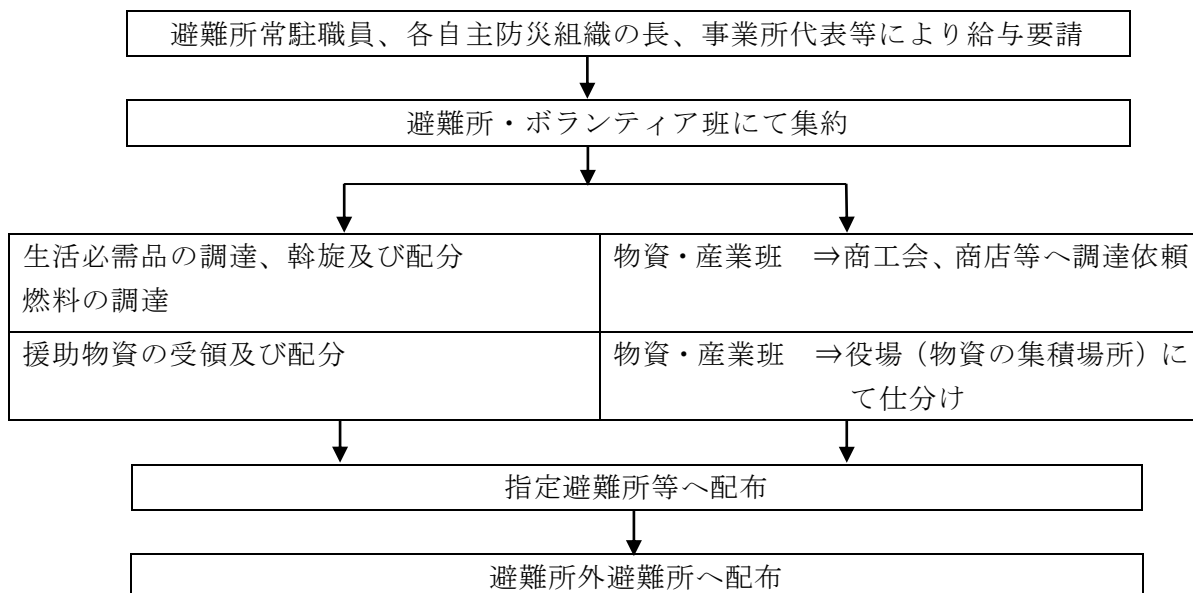 避難所常駐職員、各自主防災組織の長、事業所代表等により給与要請
避難所・ボランティア班にて集約
生活必需品の調達、斡旋及び配分
燃料の調達
物資・産業班　⇒商工会、商店等へ調達依頼
援助物資の受領及び配分
物資・産業班　⇒役場（物資の集積場所）に
て仕分け
指定避難所等へ配布
避難所外避難所へ配布